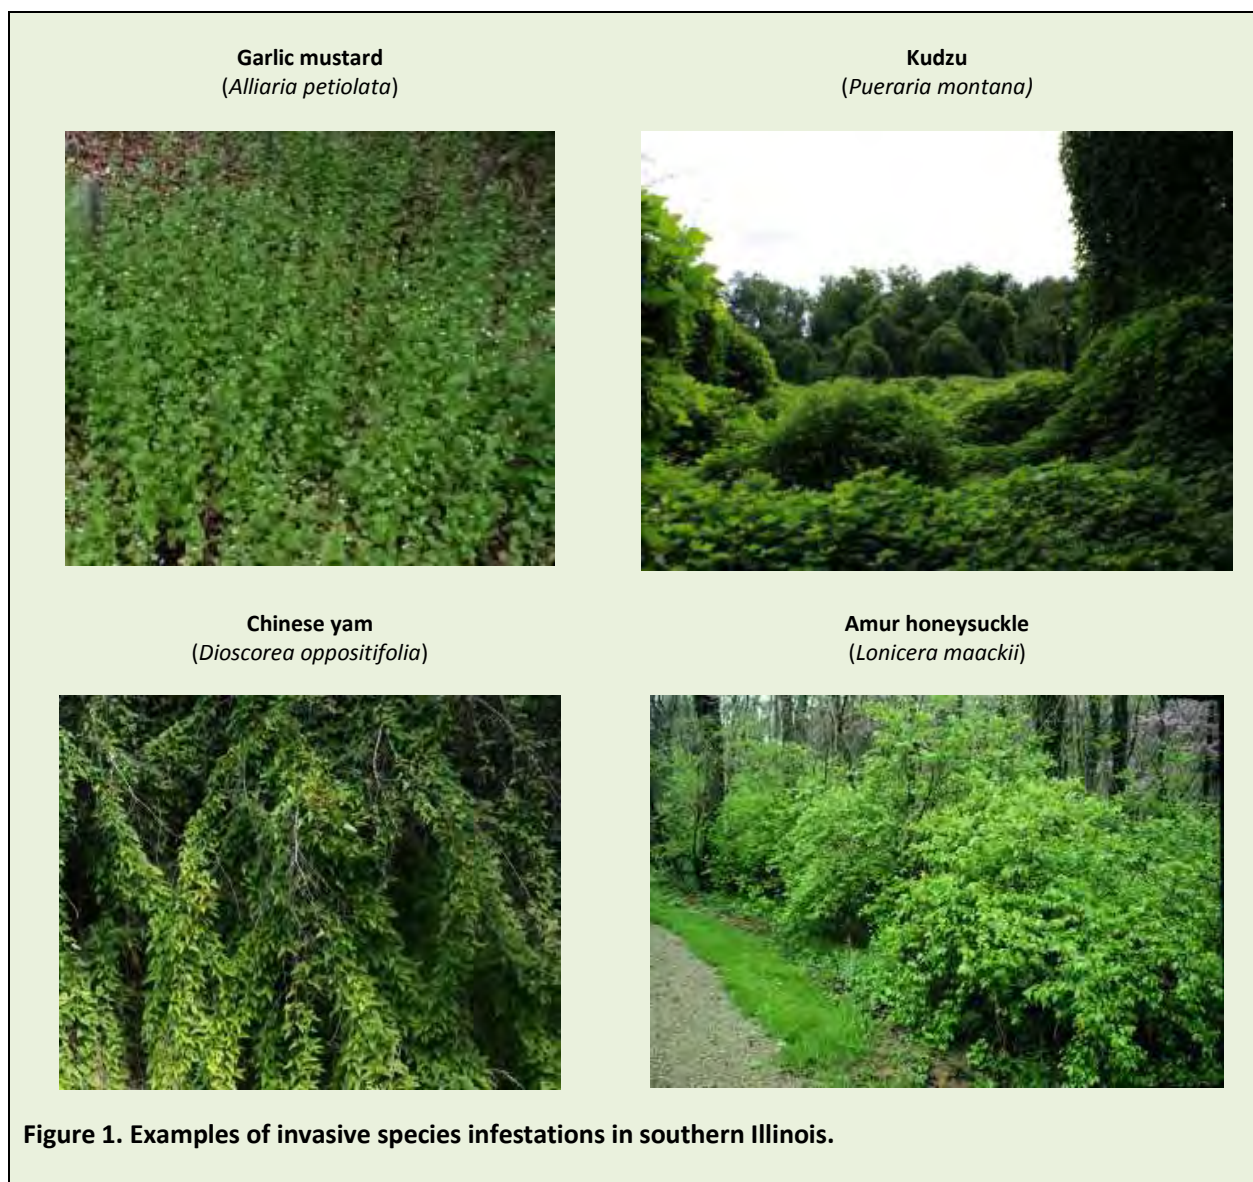 Garlic mustard
(Alliaria petiolata)
Kudzu
(Pueraria montana)
Chinese yam
(Dioscorea oppositifolia)
Amur honeysuckle
(Lonicera maackii)
Figure 1. Examples of invasive species infestations in southern Illinois.